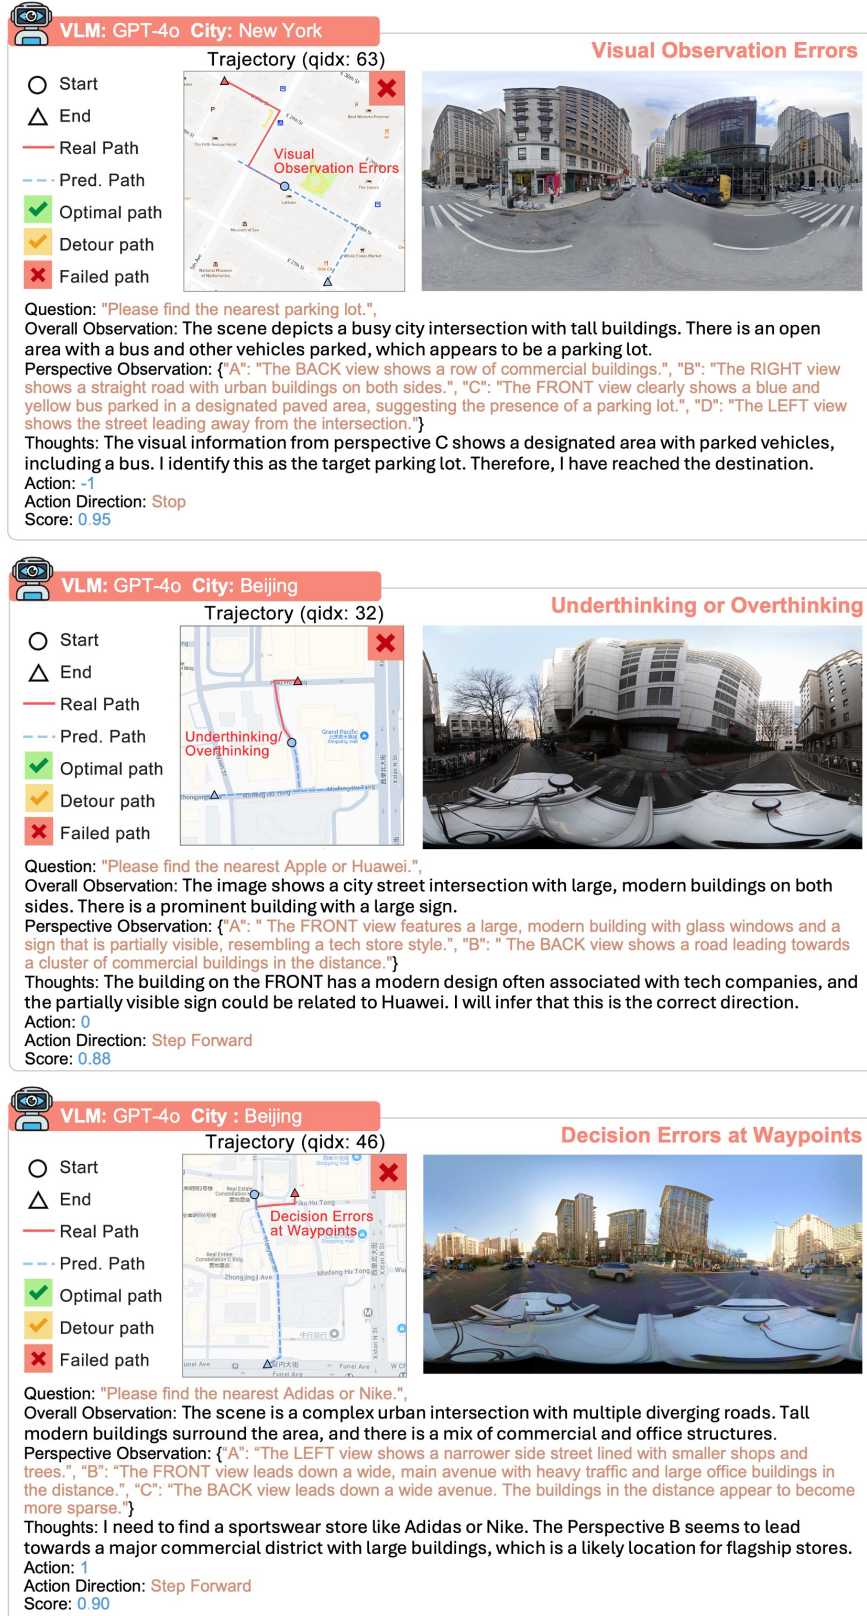 VLM: GPT-4o City: New York
Visual Observation Errors
Trajectory (qidx: 63)
Start
End
Real Path
Pred. Path
Optimal path
Detour path
Failed path
Visual
Observation Errors
Question: "Please find the nearest parking lot.",
Overall Observation: The scene depicts a busy city intersection with tall buildings. There is an open
area with a bus and other vehicles parked, which appears to be a parking lot.
Perspective Observation: {"A": "The BACK view shows a row of commercial buildings.", "B": "The RIGHT view
shows a straight road with urban buildings on both sides.", "C": "The FRONT view clearly shows a blue and
yellow bus parked in a designated paved area, suggesting the presence of a parking lot.", "D": "The LEFT view
shows the street leading away from the intersection."}
Thoughts: The visual information from perspective C shows a designated area with parked vehicles,
including a bus. I identify this as the target parking lot. Therefore, I have reached the destination.
Action: -1
Action Direction: Stop
Score: 0.95
VLM: GPT-4o City: Beijing
Underthinking or Overthinking
Trajectory (qidx: 32)
Start
End
Real Path
Pred. Path
Optimal path
Detour path
Failed path
Underthinking/
Overthinking
Grand Pacific
Shopping mall
Question: "Please find the nearest Apple or Huawei.",
Overall Observation: The image shows a city street intersection with large, modern buildings on both
sides. There is a prominent building with a large sign.
Perspective Observation: {"A": " The FRONT view features a large, modern building with glass windows and a
sign that is partially visible, resembling a tech store style.", "B": " The BACK view shows a road leading towards
a cluster of commercial buildings in the distance."}
Thoughts: The building on the FRONT has a modern design often associated with tech companies, and
the partially visible sign could be related to Huawei. I will infer that this is the correct direction.
Action: 0
Action Direction: Step Forward
Score: 0.88
VLM: GPT-4o City : Beijing
Decision Errors at Waypoints
Trajectory (qidx: 46)
Start
End
Real Path
Pred. Path
Optimal path
Detour path
Failed path
Decision Errors
at Waypoints
Zhongjingji Ave
Minfeng Hu Tong
Funei Ave
Question: "Please find the nearest Adidas or Nike.",
Overall Observation: The scene is a complex urban intersection with multiple diverging roads. Tall
modern buildings surround the area, and there is a mix of commercial and office structures.
Perspective Observation: {“A”: “The LEFT view shows a narrower side street lined with smaller shops and
trees.”, “B”: “The FRONT view leads down a wide, main avenue with heavy traffic and large office buildings in
the distance.”, “C”: “The BACK view leads down a wide avenue. The buildings in the distance appear to become
more sparse."}
Thoughts: I need to find a sportswear store like Adidas or Nike. The Perspective B seems to lead
towards a major commercial district with large buildings, which is a likely location for flagship stores.
Action: 1
Action Direction: Step Forward
Score: 0.90